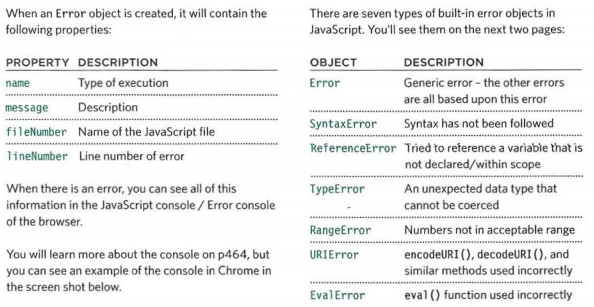 When an Error object is created, it will contain the
following properties:
PROPERTY DESCRIPTION
name Type of execution
message Description
fileNumber Name of the JavaScript file
lineNumber Line number of error
When there is an error, you can see all of this
information in the JavaScript console / Error console
of the browser.
You will learn more about the console on p464, but
you can see an example of the console in Chrome in
the screen shot below.
There are seven types of built-in error objects in
JavaScript. You'll see them on the next two pages:
OBJECT DESCRIPTION
Error Generic error – the other errors
are all based upon this error
SyntaxError Syntax has not been followed
ReferenceError Tried to reference a variable that is
not declared/within scope
TypeError An unexpected data type that
cannot be coerced
RangeError Numbers not in acceptable range
URIError encodeURI(), decodeURI(), and
similar methods used incorrectly
EvalError eval() function used incorrectly